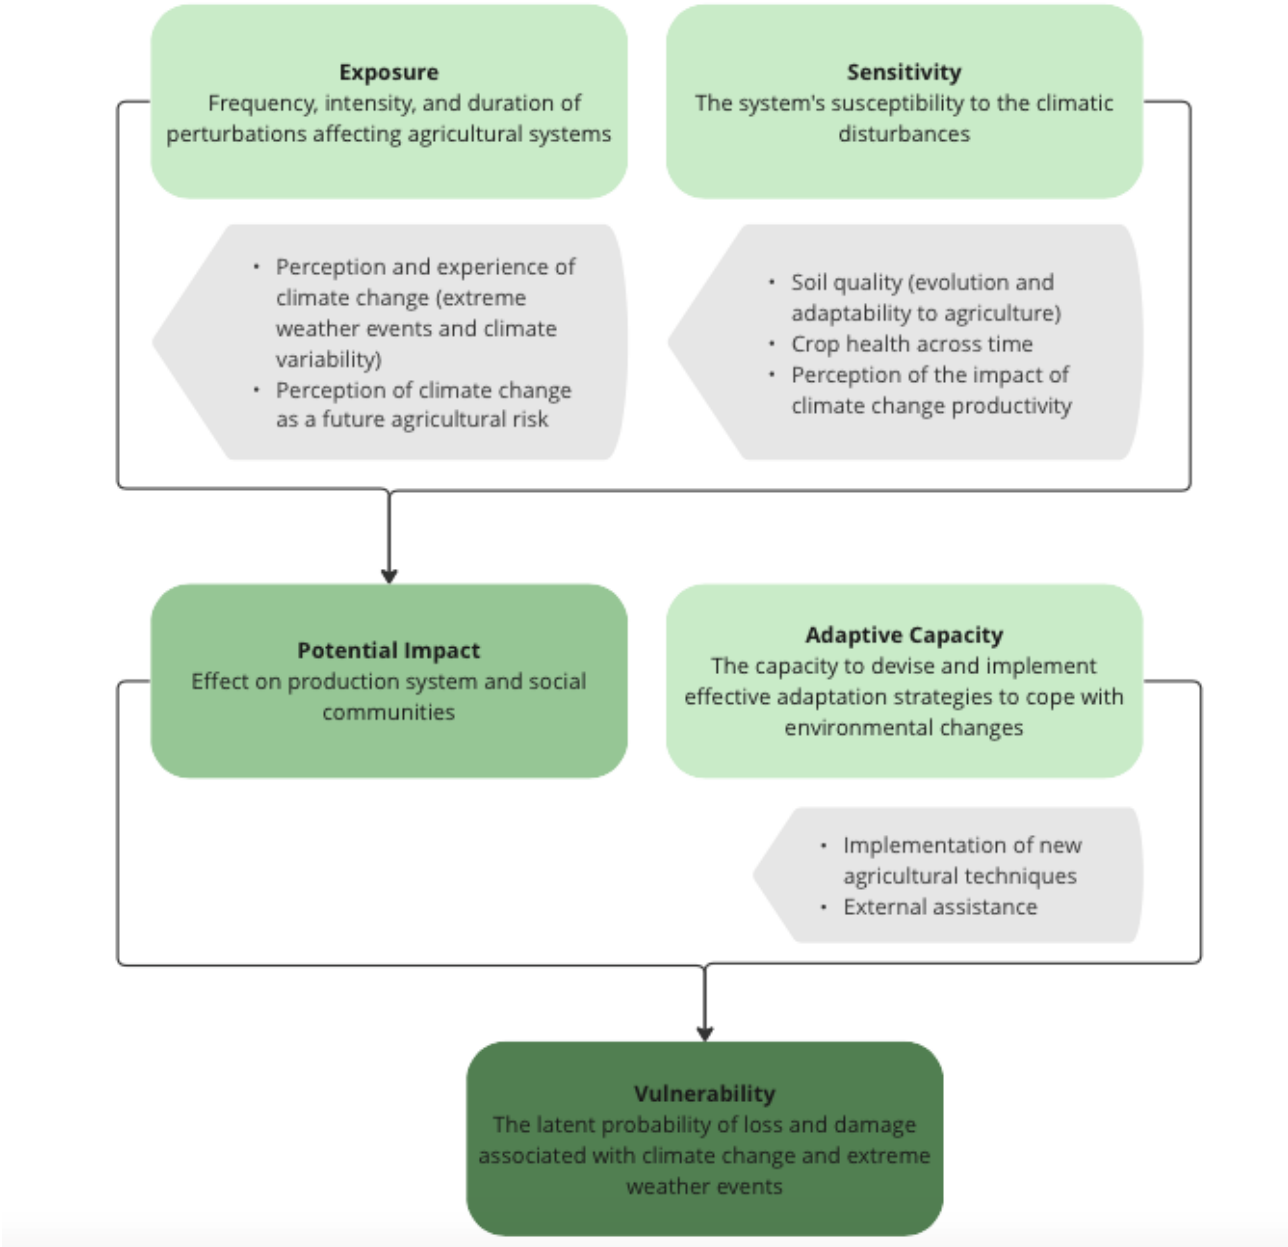 Exposure
Frequency, intensity, and duration of
perturbations affecting agricultural systems
Sensitivity
The system's susceptibility to the climatic
disturbances
• Perception and experience of
climate change (extreme
weather events and climate
variability)
• Perception of climate change
as a future agricultural risk
• Soil quality (evolution and
adaptability to agriculture)
• Crop health across time
• Perception of the impact of
climate change productivity
Potential Impact
Effect on production system and social
communities
Adaptive Capacity
The capacity to devise and implement
effective adaptation strategies to cope with
environmental changes
• Implementation of new
agricultural techniques
• External assistance
Vulnerability
The latent probability of loss and damage
associated with climate change and extreme
weather events